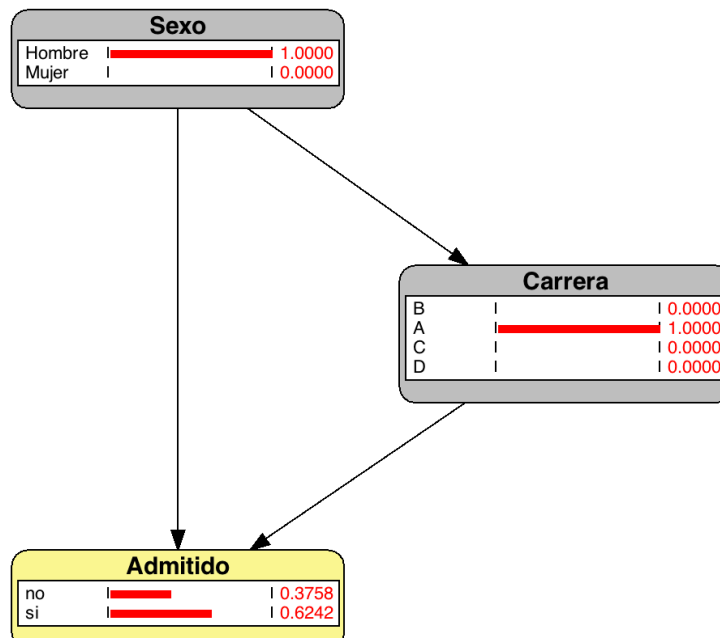 Sexo
Hombre 1.0000
Mujer 0.0000
Carrera
B 0.0000
A 1.0000
C 0.0000
D 0.0000
Admitido
no 0.3758
si 0.6242